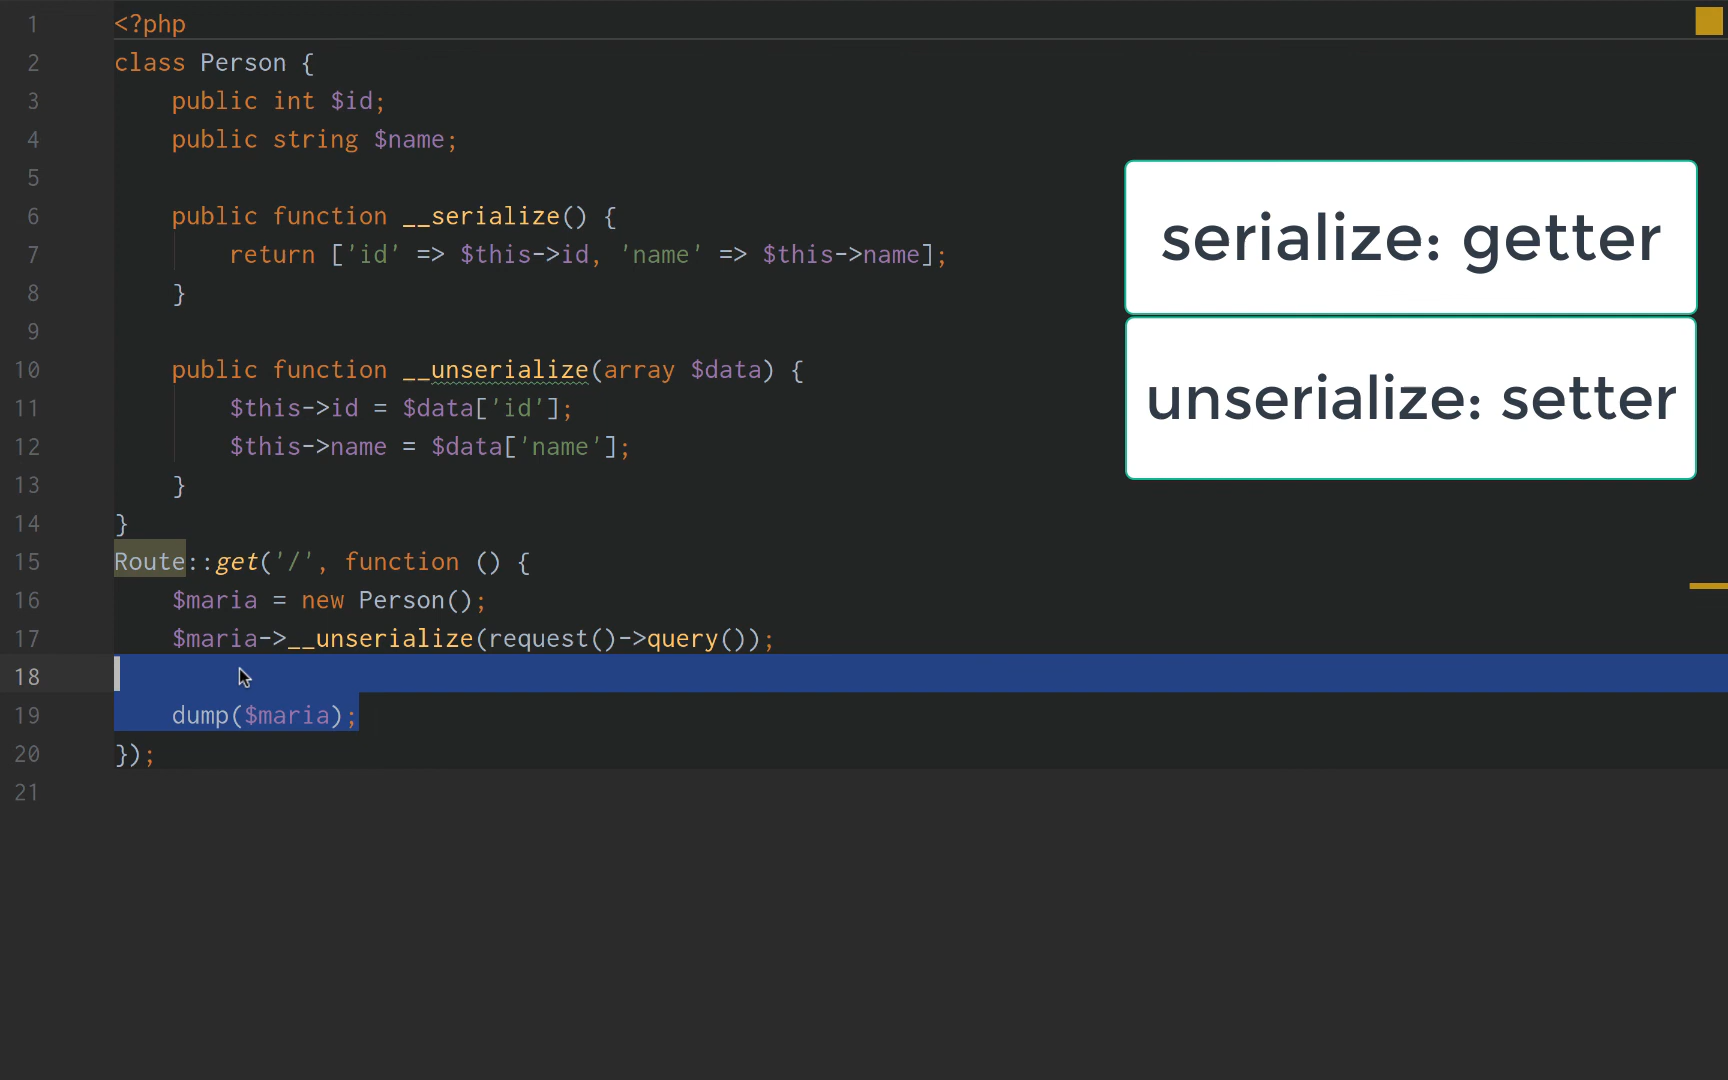 1 <?php
2 class Person {
3     public int $id;
4     public string $name;
5
6     public function __serialize() {
7         return ['id' => $this->id, 'name' => $this->name];
8     }
9
10     public function __unserialize(array $data) {
11         $this->id = $data['id'];
12         $this->name = $data['name'];
13     }
14 }
15 Route::get('/', function () {
16     $maria = new Person();
17     $maria->__unserialize(request()->query());
18
19     dump($maria);
20 });
21
serialize: getter
unserialize: setter